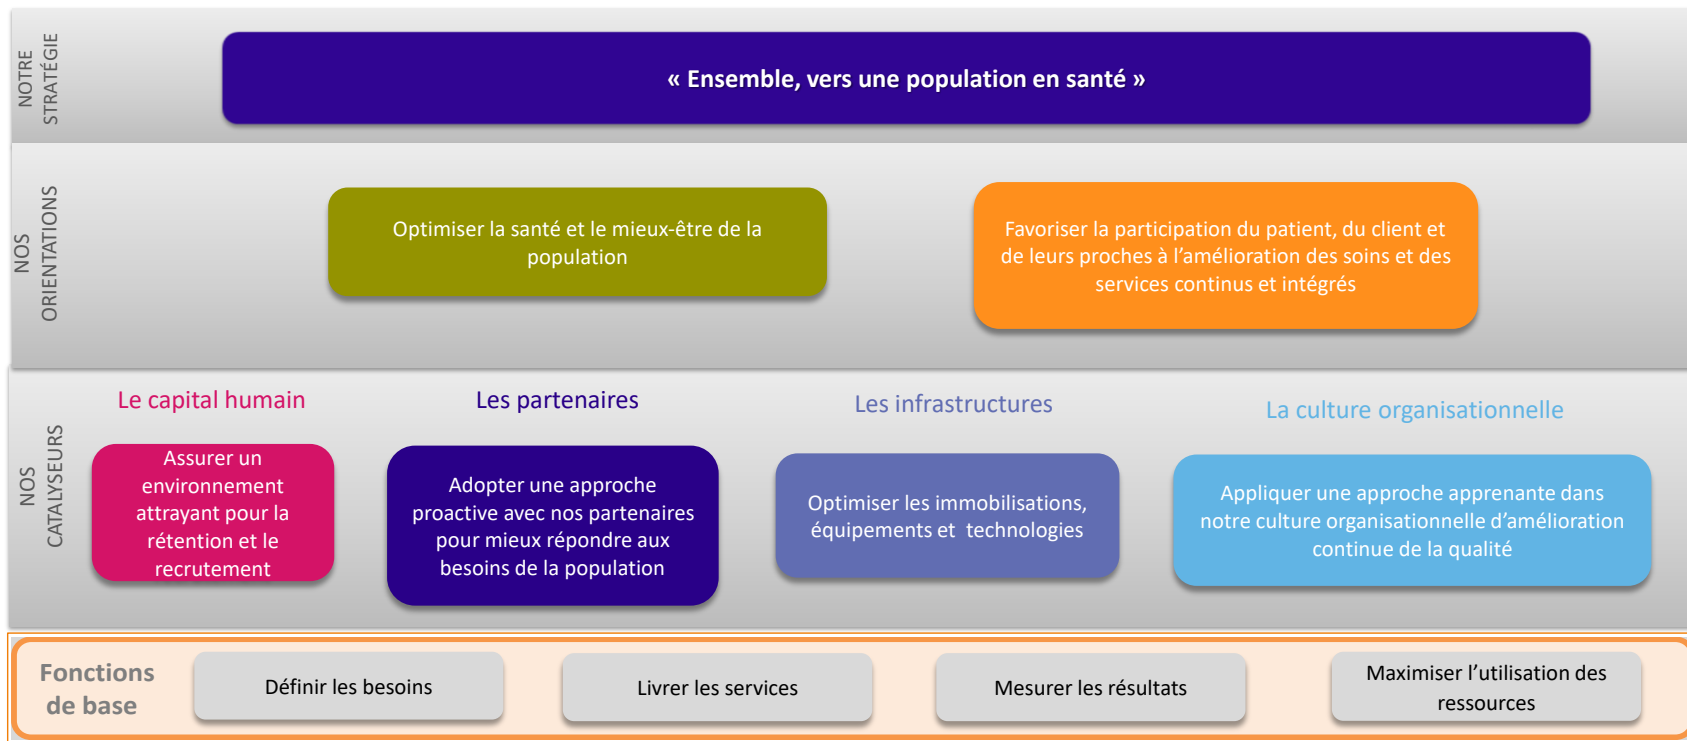 NOTRE
STRATÉGIE
« Ensemble, vers une population en santé »
NOS
ORIENTATIONS
Optimiser la santé et le mieux-être de la
population
Favoriser la participation du patient, du client et
de leurs proches à l’amélioration des soins et des
services continus et intégrés
NOS
CATALYSEURS
Le capital humain
Assurer un
environnement
attrayant pour la
rétention et le
recrutement
Les partenaires
Adopter une approche
proactive avec nos partenaires
pour mieux répondre aux
besoins de la population
Les infrastructures
Optimiser les immobilisations,
équipements et  technologies
La culture organisationnelle
Appliquer une approche apprenante dans
notre culture organisationnelle d’amélioration
continue de la qualité
Fonctions
de base
Définir les besoins
Livrer les services
Mesurer les résultats
Maximiser l’utilisation des
ressources